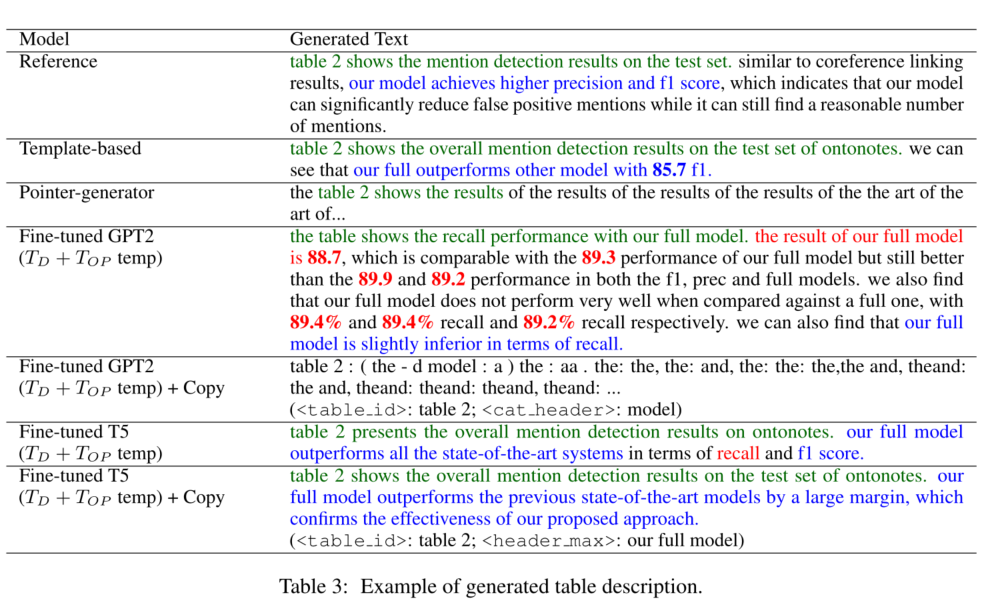 Model Generated Text
Reference table 2 shows the mention detection results on the test set. similar to coreference linking
results, our model achieves higher precision and f1 score, which indicates that our model
can significantly reduce false positive mentions while it can still find a reasonable number
of mentions.
Template-based table 2 shows the overall mention detection results on the test set of ontonotes. we can
see that our full outperforms other model with 85.7 f1.
Pointer-generator the table 2 shows the results of the results of the results of the results of the the art of the
art of...
Fine-tuned GPT2 the table shows the recall performance with our full model. the result of our full model
(T_D + T_OP temp) is 88.7, which is comparable with the 89.3 performance of our full model but still better
than the 89.9 and 89.2 performance in both the f1, prec and full models. we also find
that our full model does not perform very well when compared against a full one, with
89.4% and 89.4% recall and 89.2% recall respectively. we can also find that our full
model is slightly inferior in terms of recall.
Fine-tuned GPT2 table 2 : ( the - d model : a ) the : aa . the: the, the: and, the: the: the,the and, theand:
(T_D + T_OP temp) + Copy the and, theand: theand: theand, theand: ...
(<table_id>: table 2; <cat_header>: model)
Fine-tuned T5 table 2 presents the overall mention detection results on ontonotes. our full model
(T_D + T_OP temp) outperforms all the state-of-the-art systems in terms of recall and f1 score.
Fine-tuned T5 table 2 shows the overall mention detection results on the test set of ontonotes. our
(T_D + T_OP temp) + Copy full model outperforms the previous state-of-the-art models by a large margin, which
confirms the effectiveness of our proposed approach.
(<table_id>: table 2; <header_max>: our full model)
Table 3: Example of generated table description.